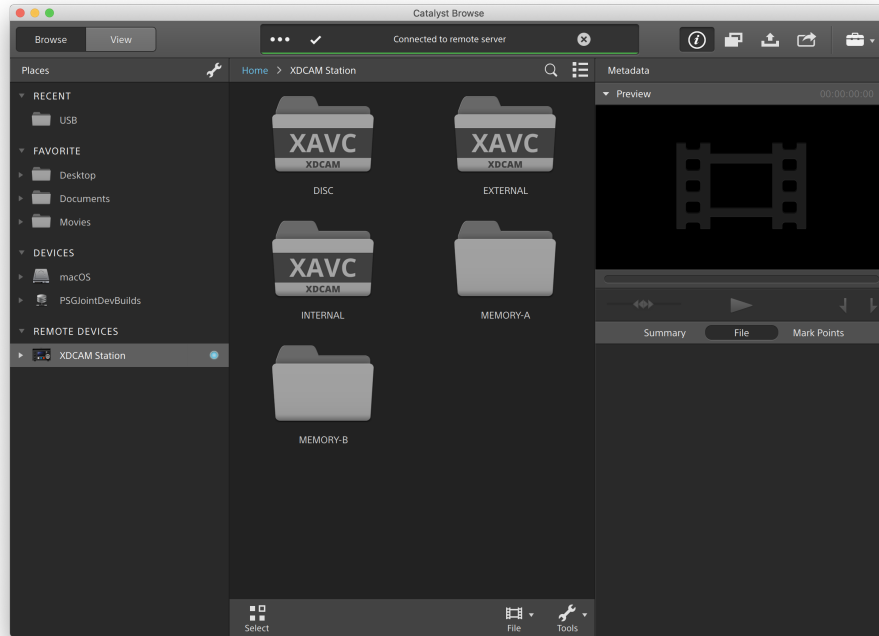 Catalyst Browse
Browse
View
Connected to remote server
Places
Home > XDCAM Station
Metadata
RECENT
USB
FAVORITE
Desktop
Documents
Movies
DEVICES
macOS
PSGJointDevBuilds
REMOTE DEVICES
XDCAM Station
XAVC
XDCAM
DISC
XAVC
XDCAM
EXTERNAL
XAVC
XDCAM
INTERNAL
MEMORY-A
MEMORY-B
Preview
00:00:00:00
Summary
File
Mark Points
Select
File
Tools